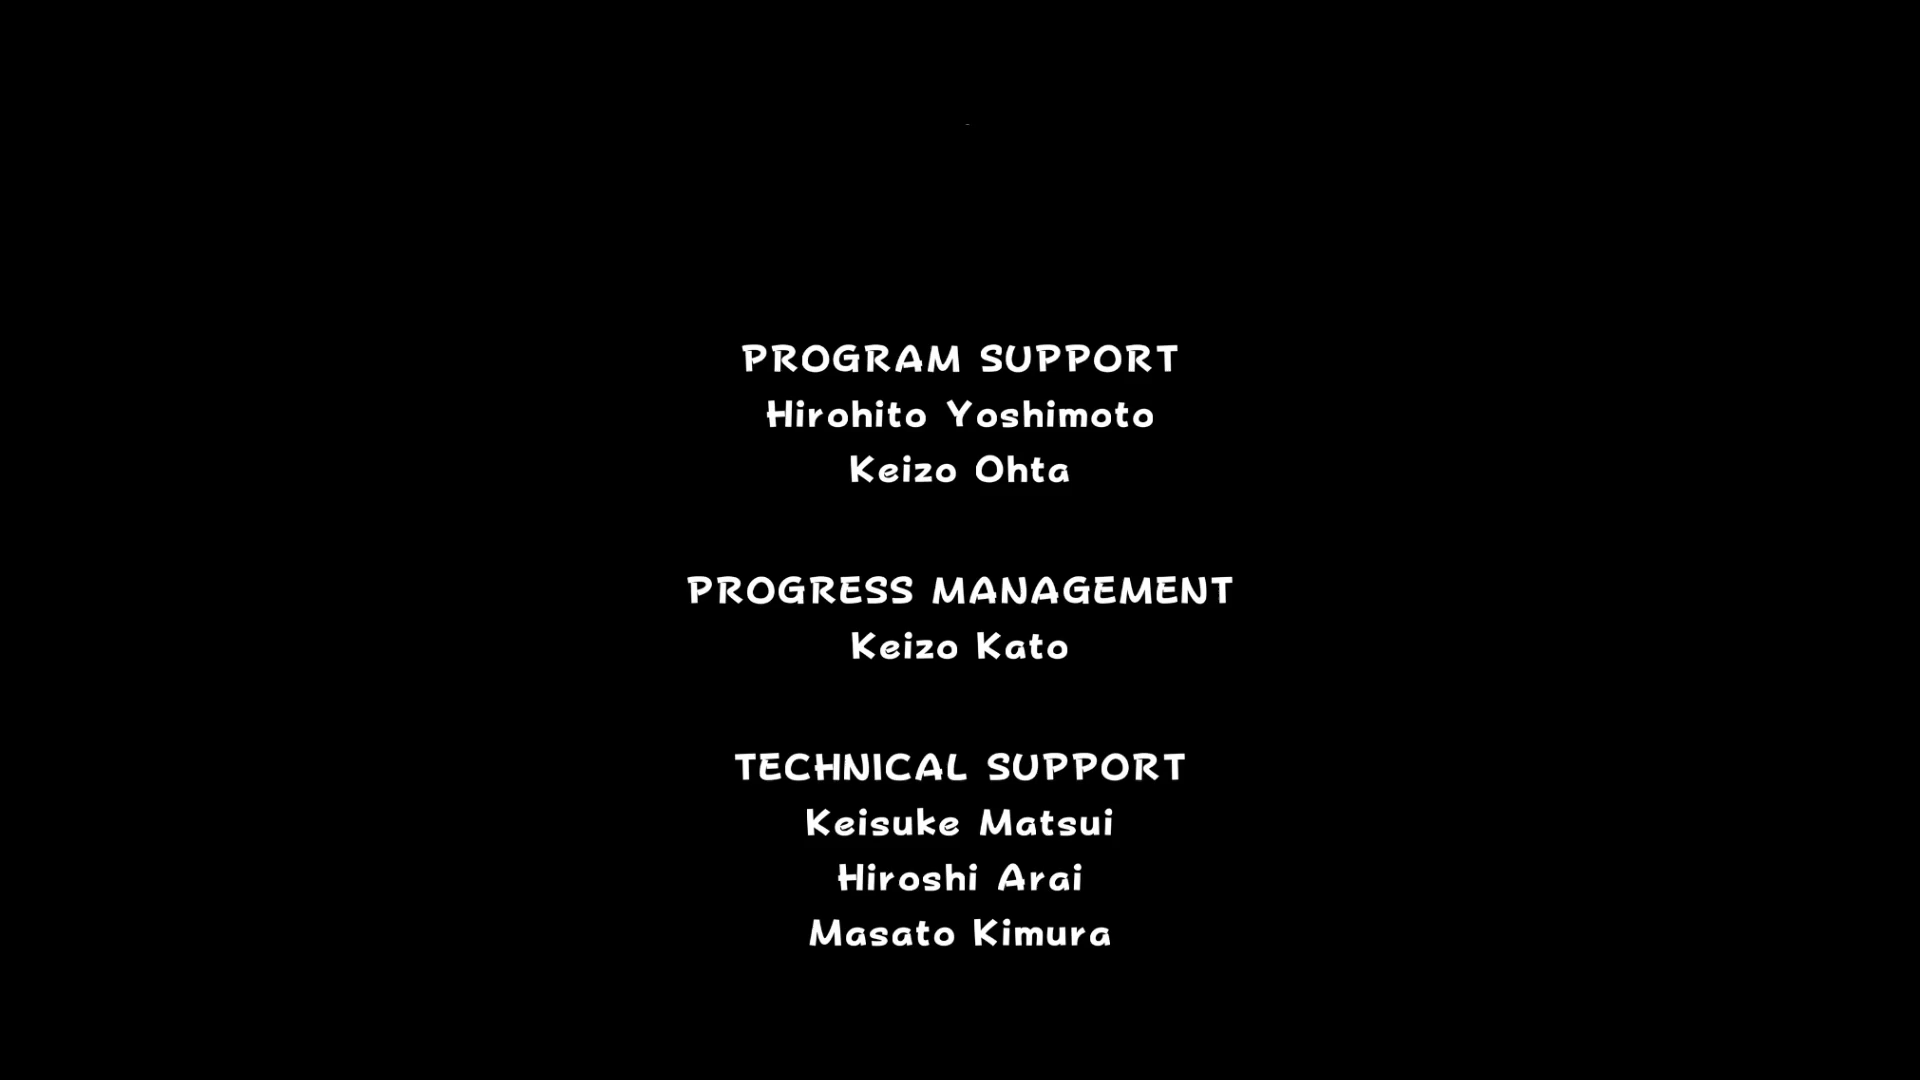 PROGRAM SUPPORT
Hirohito Yoshimoto
Keizo Ohta
PROGRESS MANAGEMENT
Keizo Kato
TECHNICAL SUPPORT
Keisuke Matsui
Hiroshi Arai
Masato Kimura